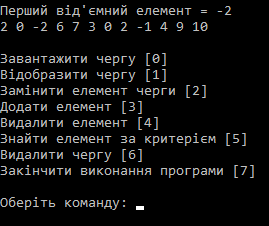 Перший від'ємний елемент = -2
2 0 -2 6 7 3 0 2 -1 4 9 10
Завантажити чергу [0]
Відобразити чергу [1]
Замінити елемент черги [2]
Додати елемент [3]
Видалити елемент [4]
Знайти елемент за критерієм [5]
Видалити чергу [6]
Закінчити виконання програми [7]
Оберіть команду: